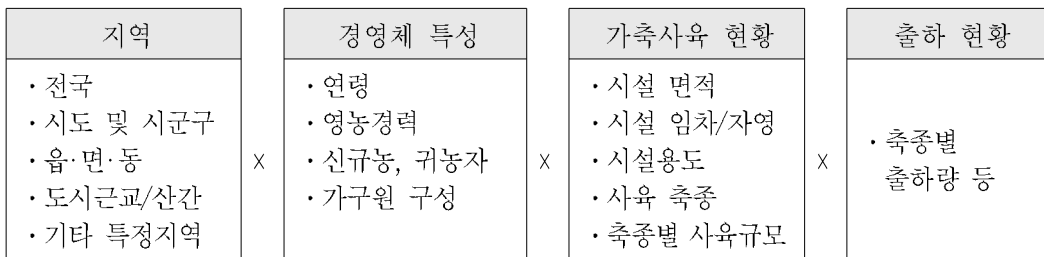 지역
· 전국
· 시도 및 시군구
· 읍·면·동
· 도시근교/산간
· 기타 특정지역
x
경영체 특성
· 연령
· 영농경력
· 신규농, 귀농자
· 가구원 구성
x
가축사육 현황
· 시설 면적
· 시설 임차/자영
· 시설용도
· 사육 축종
· 축종별 사육규모
x
출하 현황
· 축종별
출하량 등